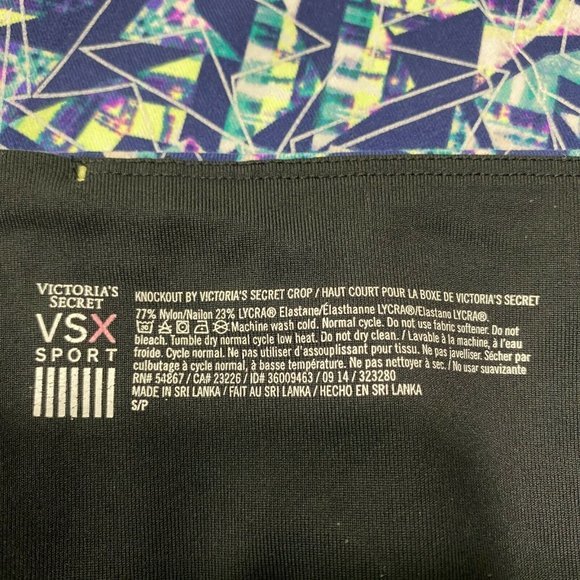 VICTORIA'S
SECRET
VSX
SPORT
KNOCKOUT BY VICTORIA'S SECRET CROP / HAUT COURT POUR LA BOXE DE VICTORIA'S SECRET
77% Nylon/Nailon 23% LYCRA® Elastane/Élasthanne LYCRA®/Elastano LYCRA®.
Machine wash cold. Normal cycle. Do not use fabric softener. Do not
bleach. Tumble dry normal cycle low heat. Do not dry clean. / Lavable à la machine, à l'eau
froide. Cycle normal. Ne pas utiliser d'assouplissant pour tissu. Ne pas javelliser. Sécher par
culbutage à cycle normal, à basse température. Ne pas nettoyer à sec. / No usar suavizante
RN# 54867 / CA# 23226 / ID# 36009463 / 09 14 / 323280
MADE IN SRI LANKA / FAIT AU SRI LANKA / HECHO EN SRI LANKA
S/P